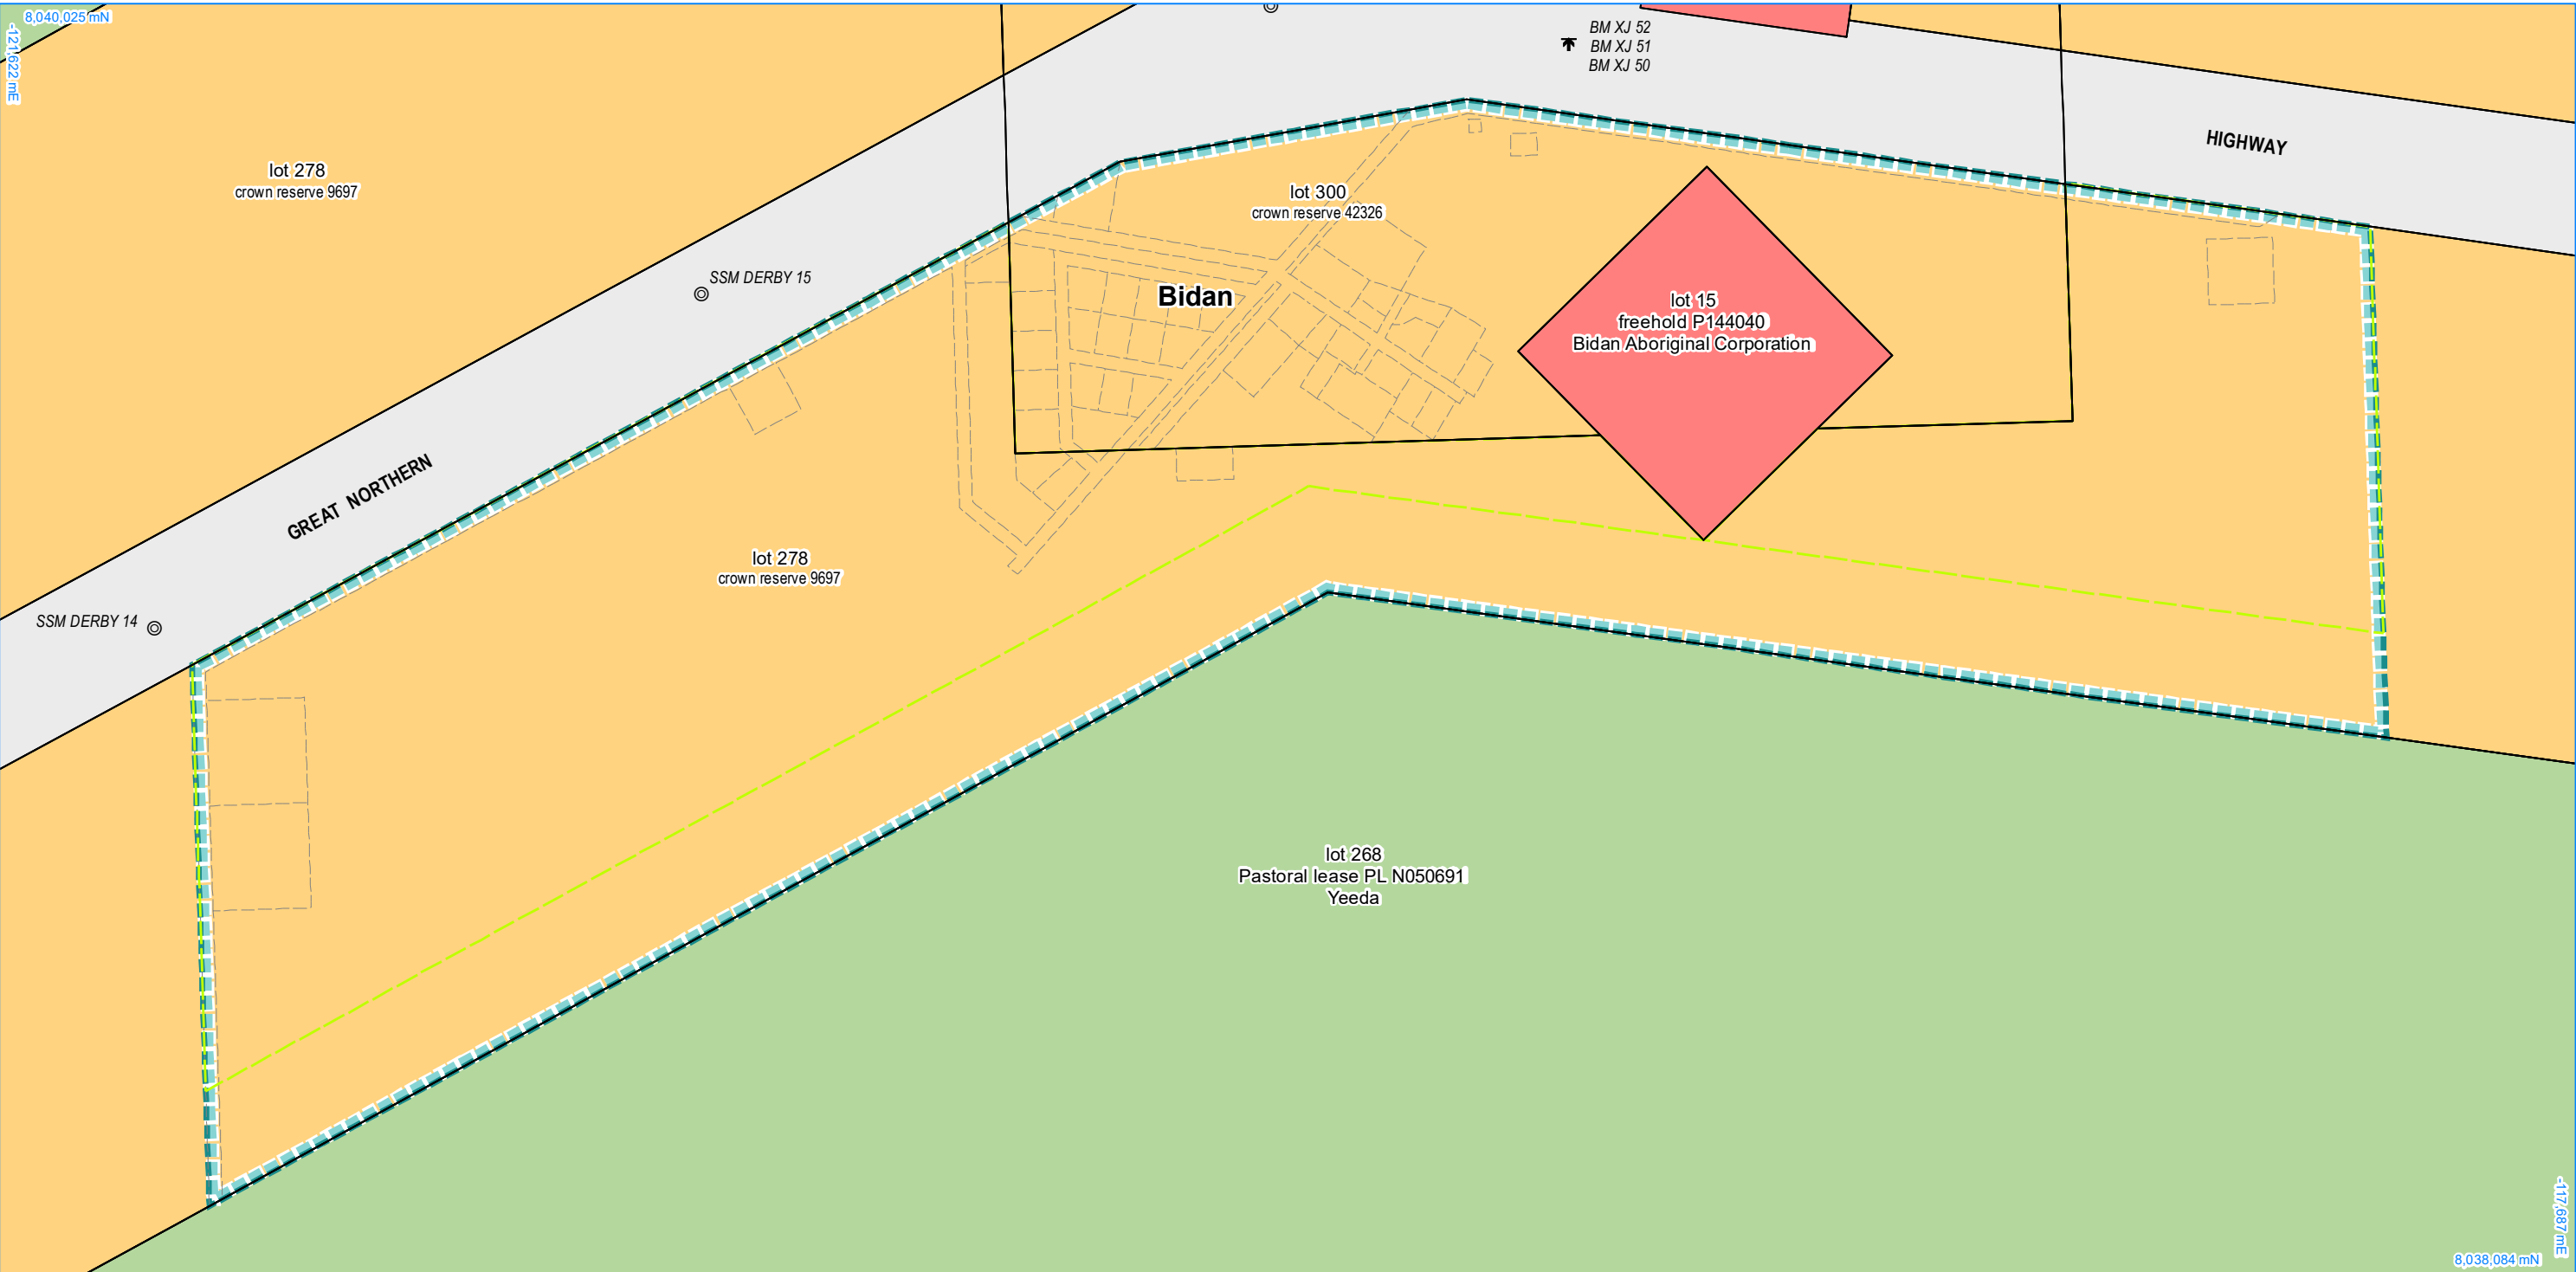 8,040,025 mN
-121,622 mE
BM XJ 52
BM XJ 51
BM XJ 50
HIGHWAY
lot 278
crown reserve 9697
lot 300
crown reserve 42326
SSM DERBY 15
Bidan
lot 15
freehold P144040
Bidan Aboriginal Corporation
GREAT NORTHERN
lot 278
crown reserve 9697
SSM DERBY 14
lot 268
Pastoral lease PL N050691
Yeeda
-117,687 mE
8,038,084 mN